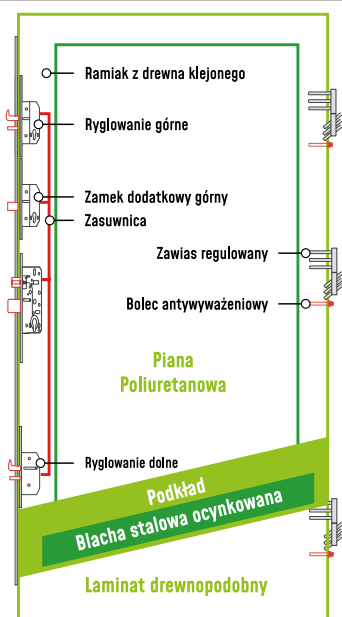 Ramiak z drewna klejonego
Ryglowanie górne
Zamek dodatkowy górny
Zasuwnica
Zawias regulowany
Bolec antywyważeniowy
Piana
Poliuretanowa
Ryglowanie dolne
Podkład
Blacha stalowa ocynkowana
Laminat drewnopodobny